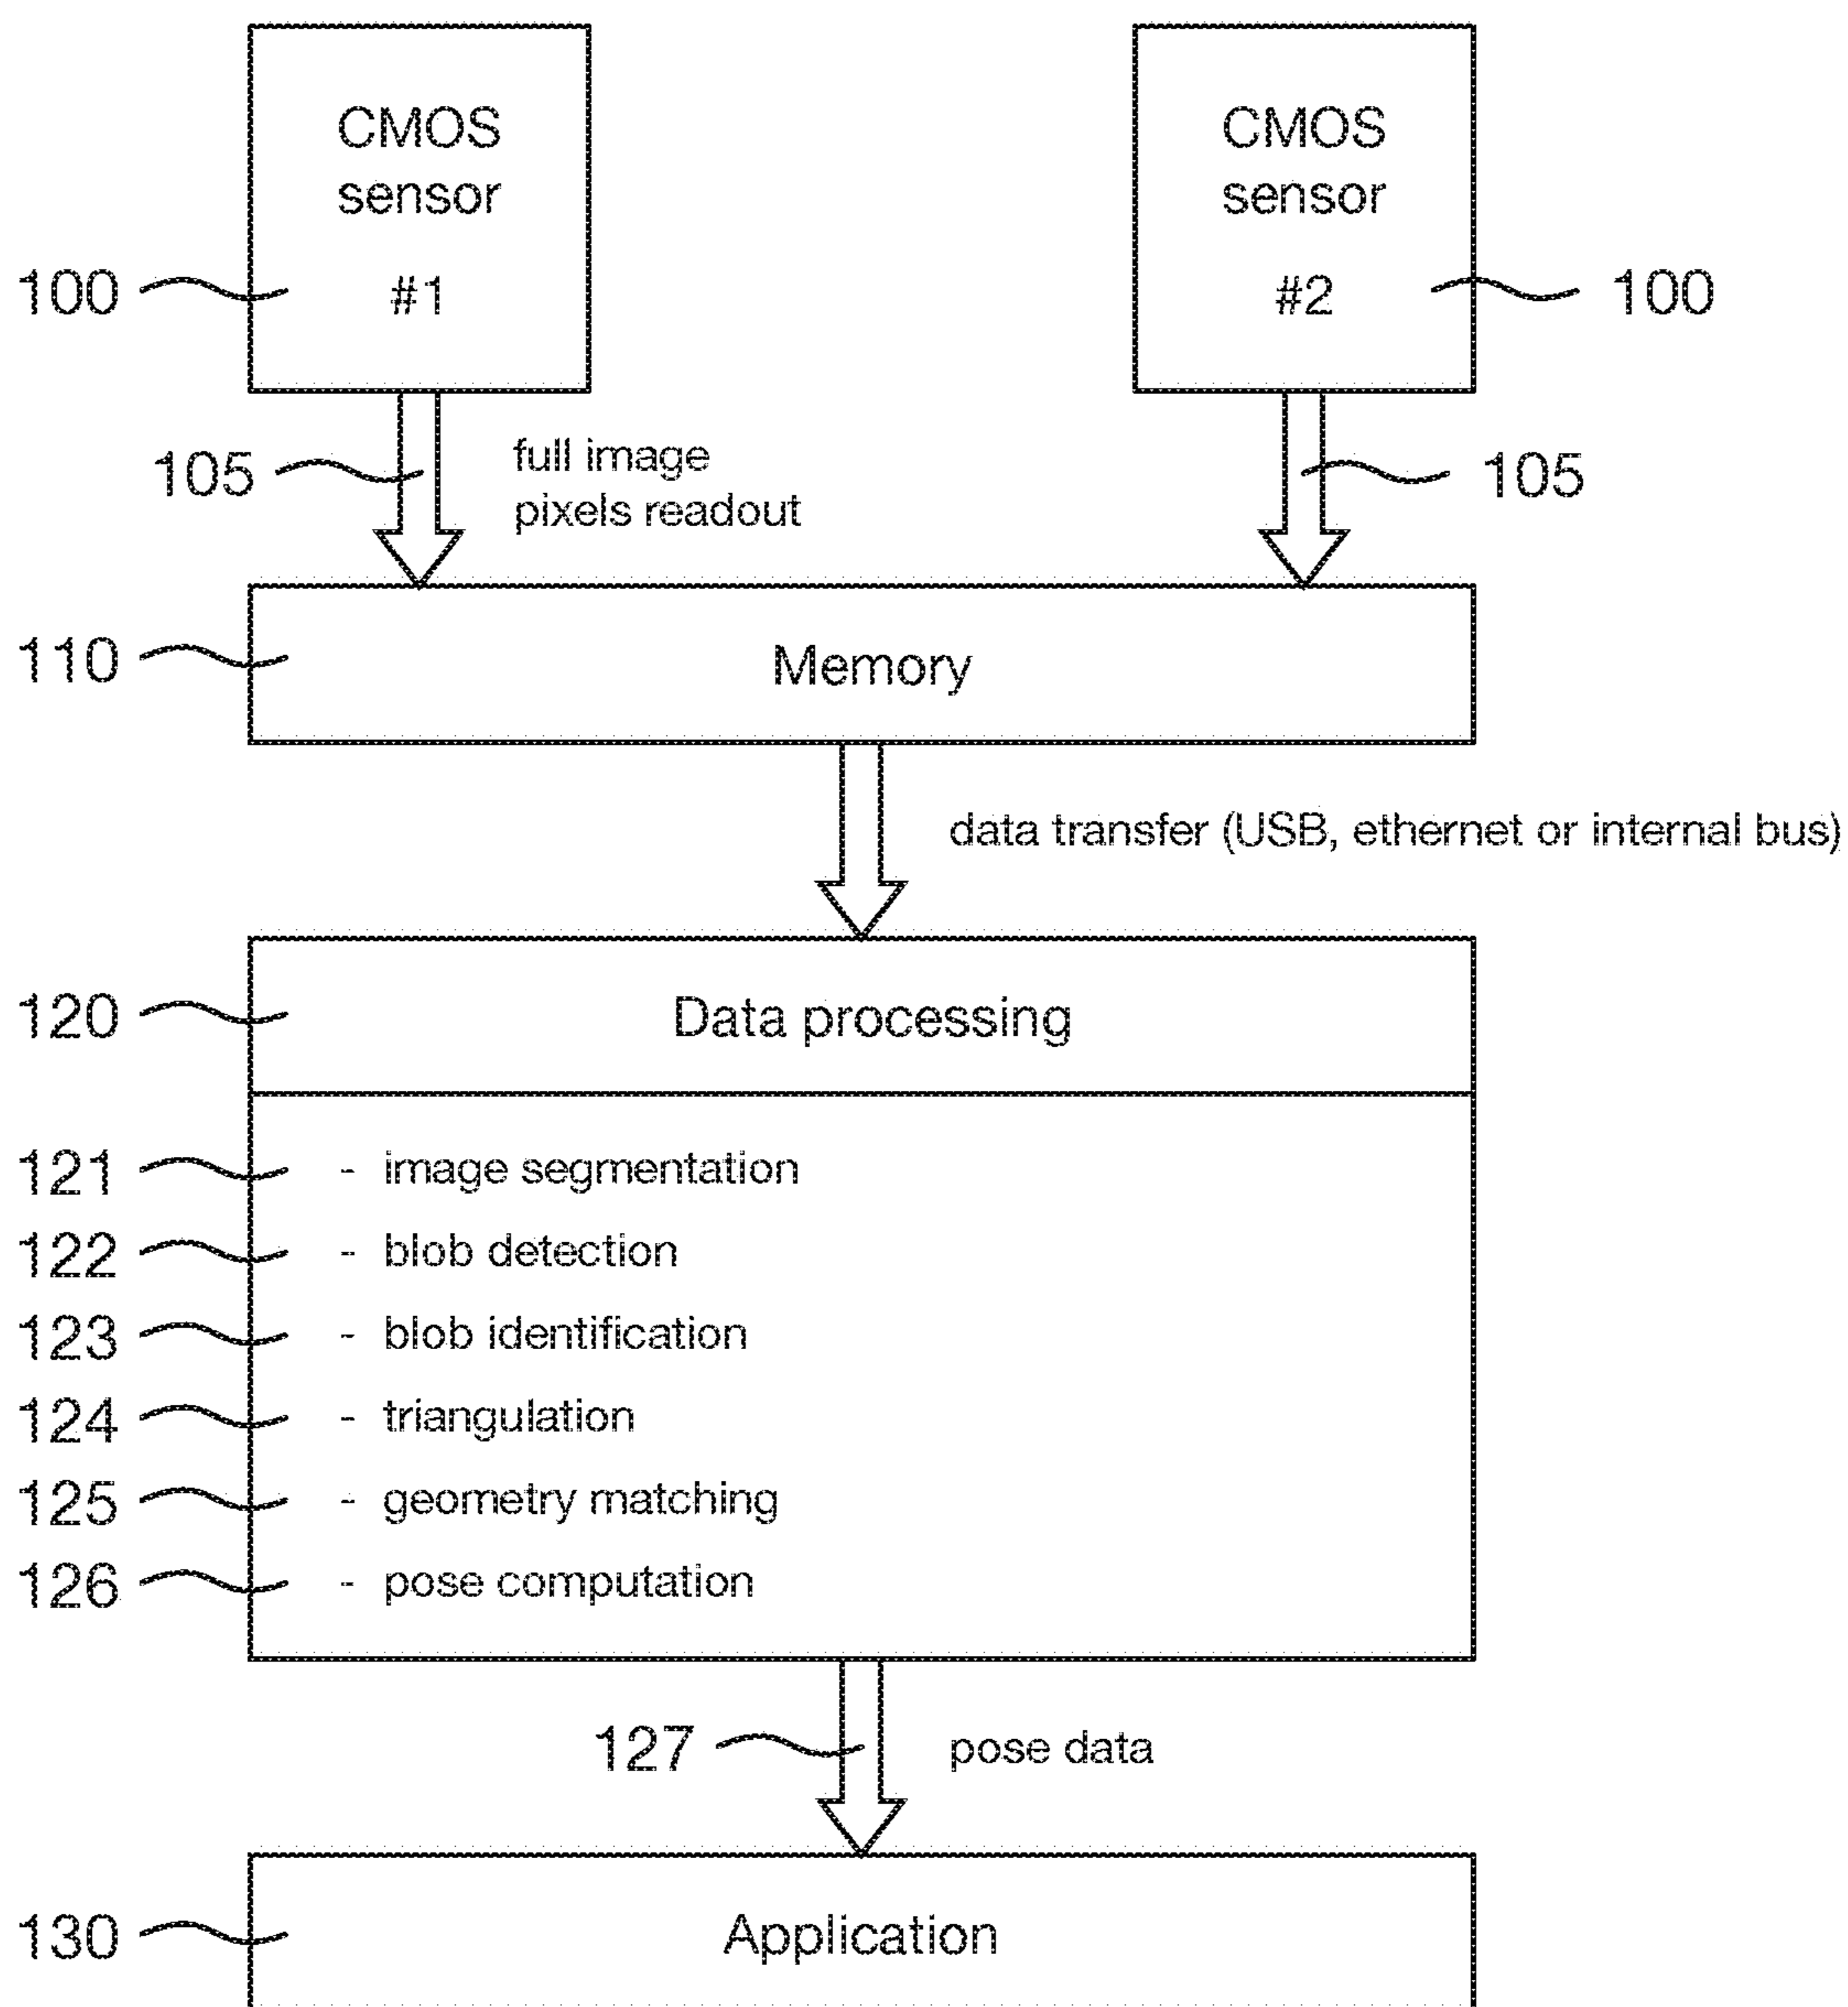 CMOS
sensor
#1
100
CMOS
sensor
#2
100
105
full image
pixels readout
105
110
Memory
data transfer (USB, ethernet or internal bus)
120
Data processing
121
- image segmentation
122
- blob detection
123
- blob identification
124
- triangulation
125
- geometry matching
126
- pose computation
127
pose data
130
Application